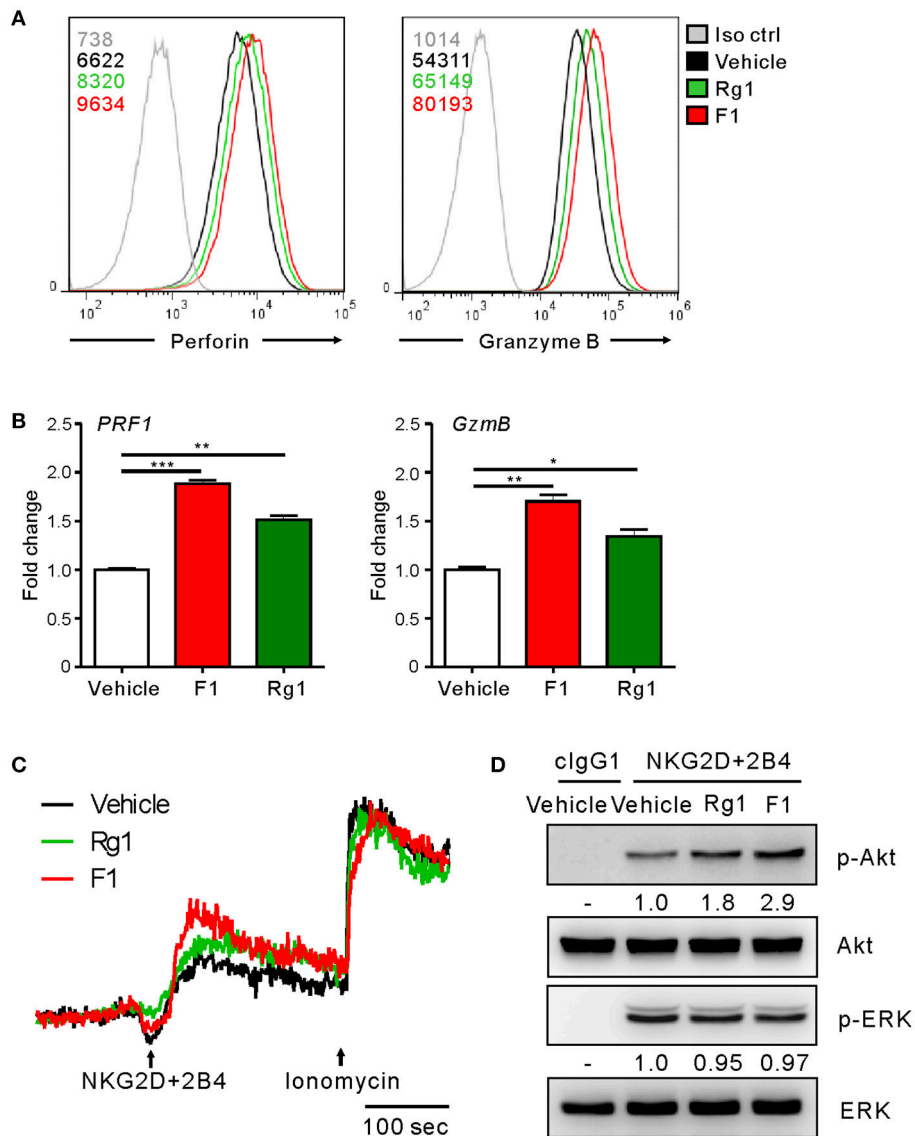 A
738
6622
8320
9634
0
10^2 10^3 10^4 10^5
Perforin
1014
54311
65149
80193
0
10^2 10^3 10^4 10^5 10^6
Granzyme B
Iso ctrl
Vehicle
Rg1
F1
B
PRF1
Fold change
2.5
2.0
1.5
1.0
0.5
0
**
***
Vehicle F1 Rg1
GzmB
Fold change
2.5
2.0
1.5
1.0
0.5
0
*
**
Vehicle F1 Rg1
C
Vehicle
Rg1
F1
NKG2D+2B4
Ionomycin
100 sec
D
cIgG1 NKG2D+2B4
Vehicle Vehicle Rg1 F1
p-Akt
- 1.0 1.8 2.9
Akt
p-ERK
- 1.0 0.95 0.97
ERK